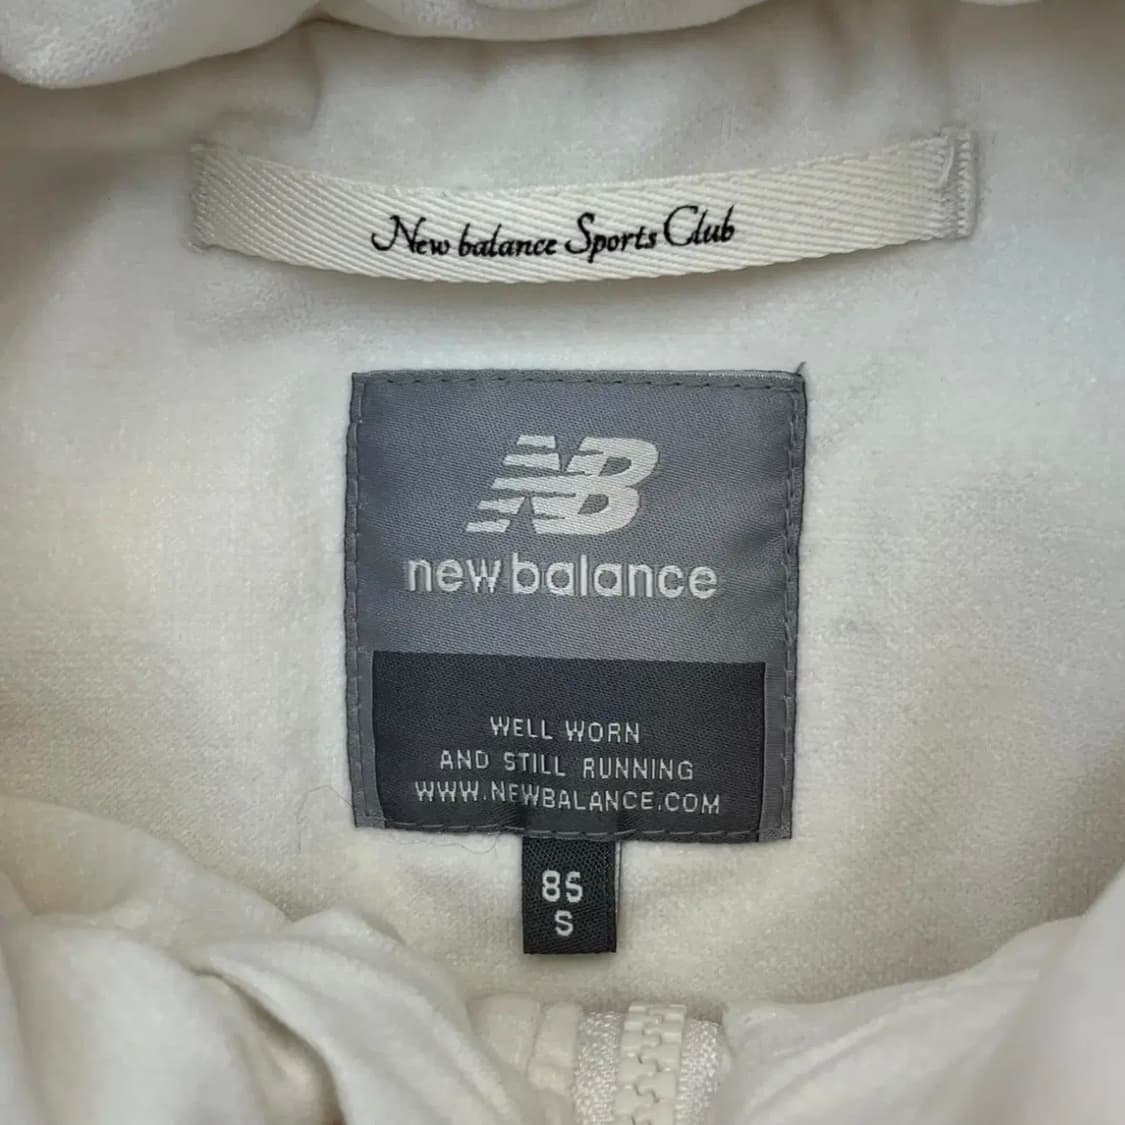 New balance Sports Club
NB
new balance
WELL WORN
AND STILL RUNNING
WWW.NEWBALANCE.COM
85
S